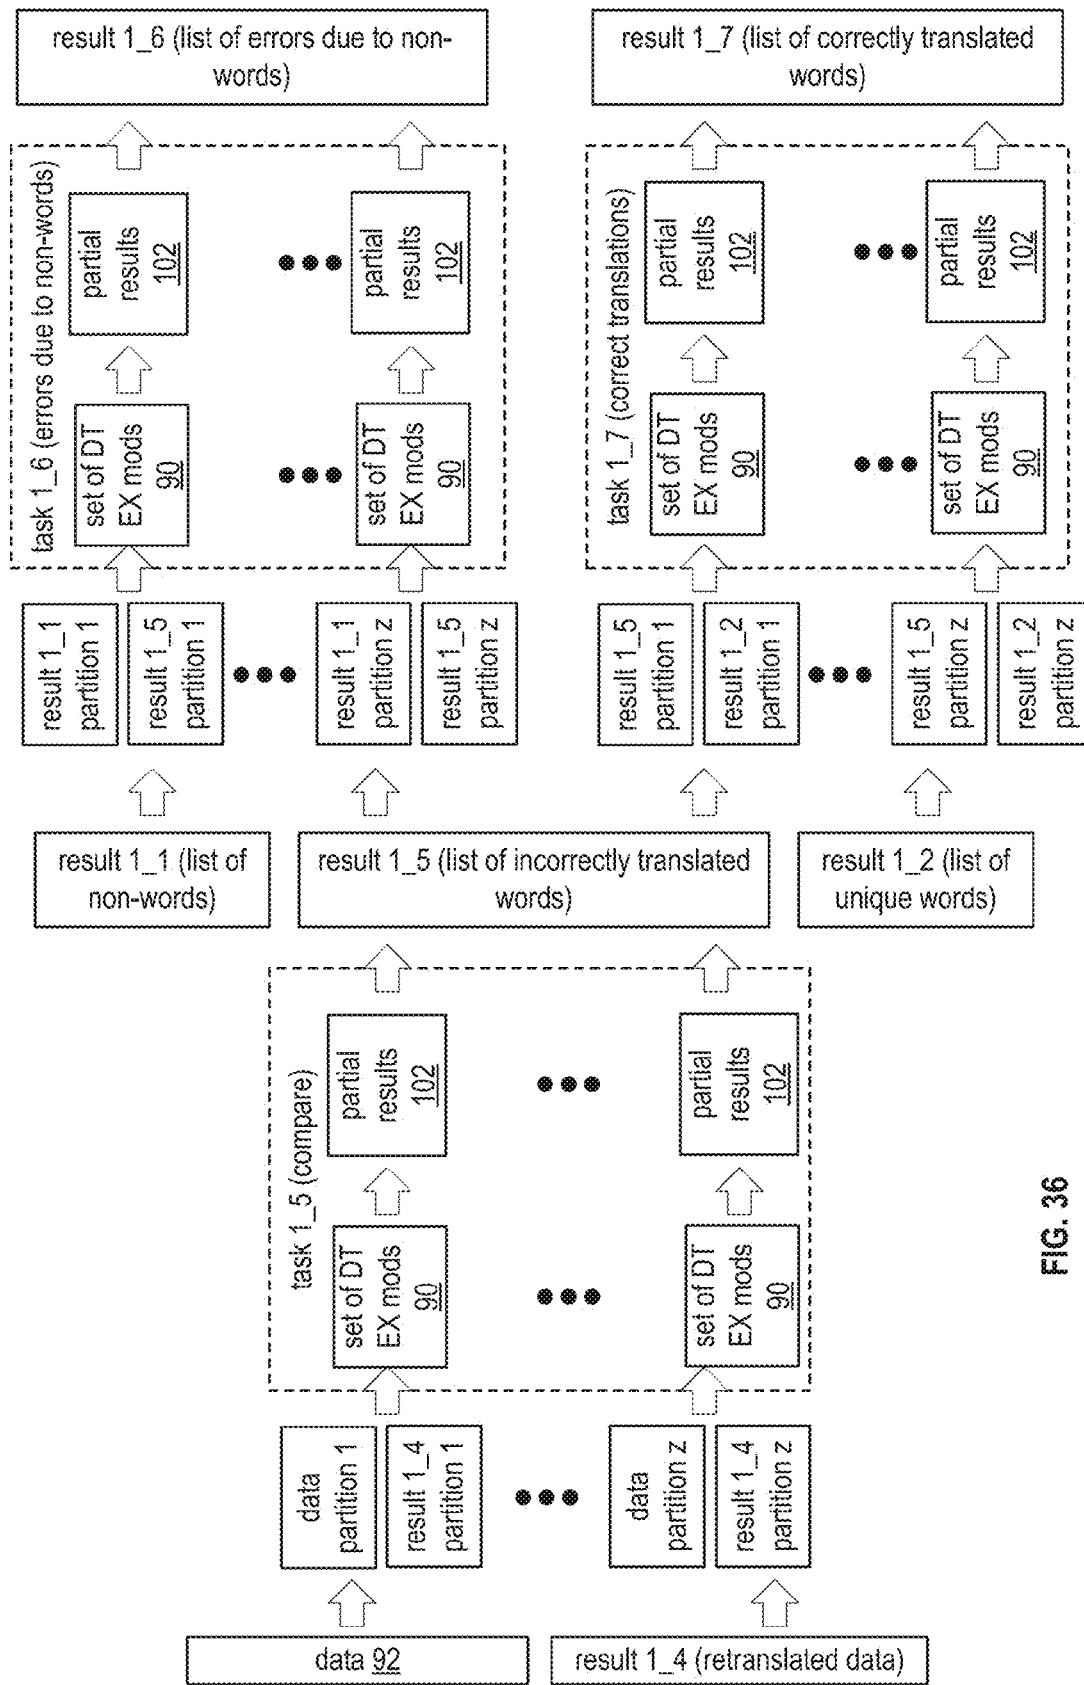 data 92
result 1_4 (retranslated data)
data
partition 1
result 1_4
partition 1
data
partition z
result 1_4
partition z
task 1_5 (compare)
set of DT
EX mods
90
partial
results
102
set of DT
EX mods
90
partial
results
102
result 1_1 (list of
non-words)
result 1_5 (list of incorrectly translated
words)
result 1_2 (list of
unique words)
result 1_1
partition 1
result 1_5
partition 1
result 1_1
partition z
result 1_5
partition z
task 1_6 (errors due to non-words)
set of DT
EX mods
90
partial
results
102
set of DT
EX mods
90
partial
results
102
result 1_6 (list of errors due to non-
words)
result 1_5
partition 1
result 1_2
partition 1
result 1_5
partition z
result 1_2
partition z
task 1_7 (correct translations)
set of DT
EX mods
90
partial
results
102
set of DT
EX mods
90
partial
results
102
result 1_7 (list of correctly translated
words)
FIG. 36